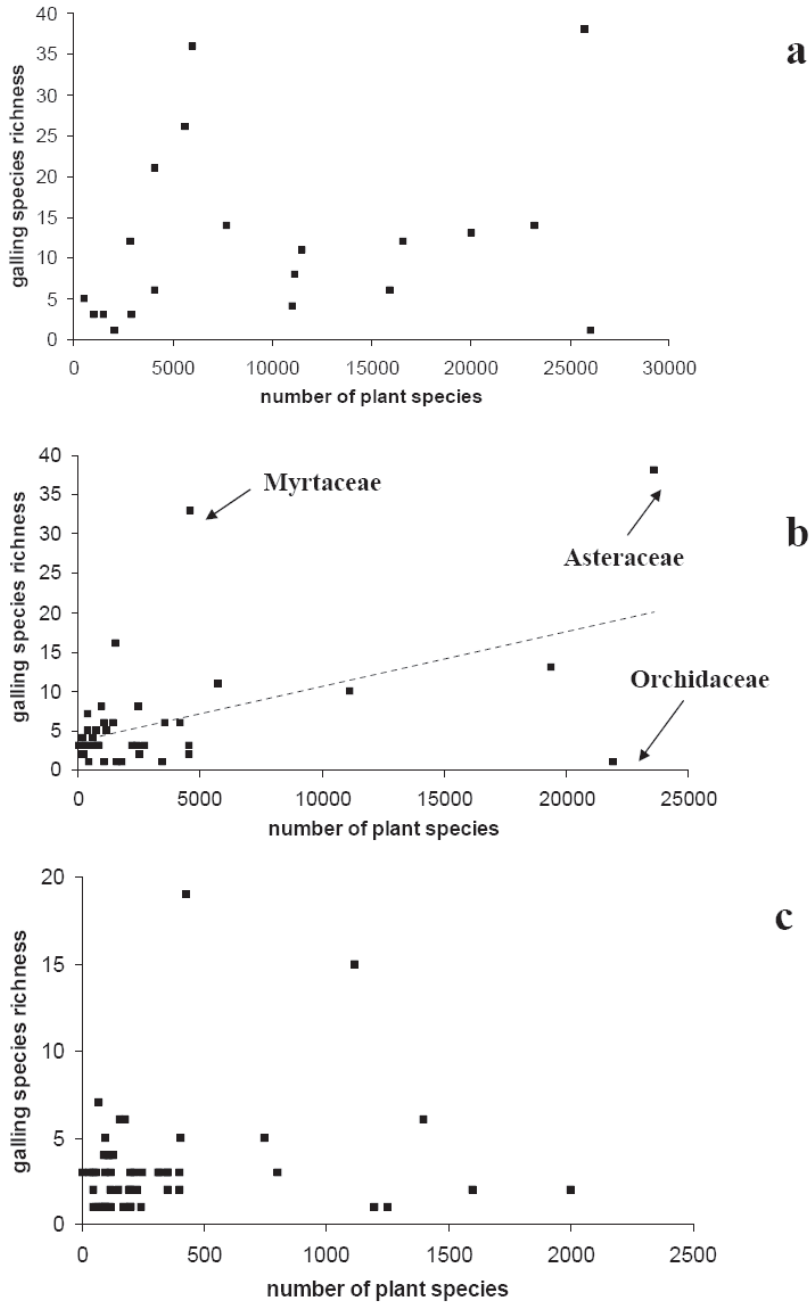 a
galling species richness
40
35
30
25
20
15
10
5
0
0 5000 10000 15000 20000 25000 30000
number of plant species
b
galling species richness
40
35
30
25
20
15
10
5
0
Myrtaceae
Asteraceae
Orchidaceae
0 5000 10000 15000 20000 25000
number of plant species
c
galling species richness
20
15
10
5
0
0 500 1000 1500 2000 2500
number of plant species